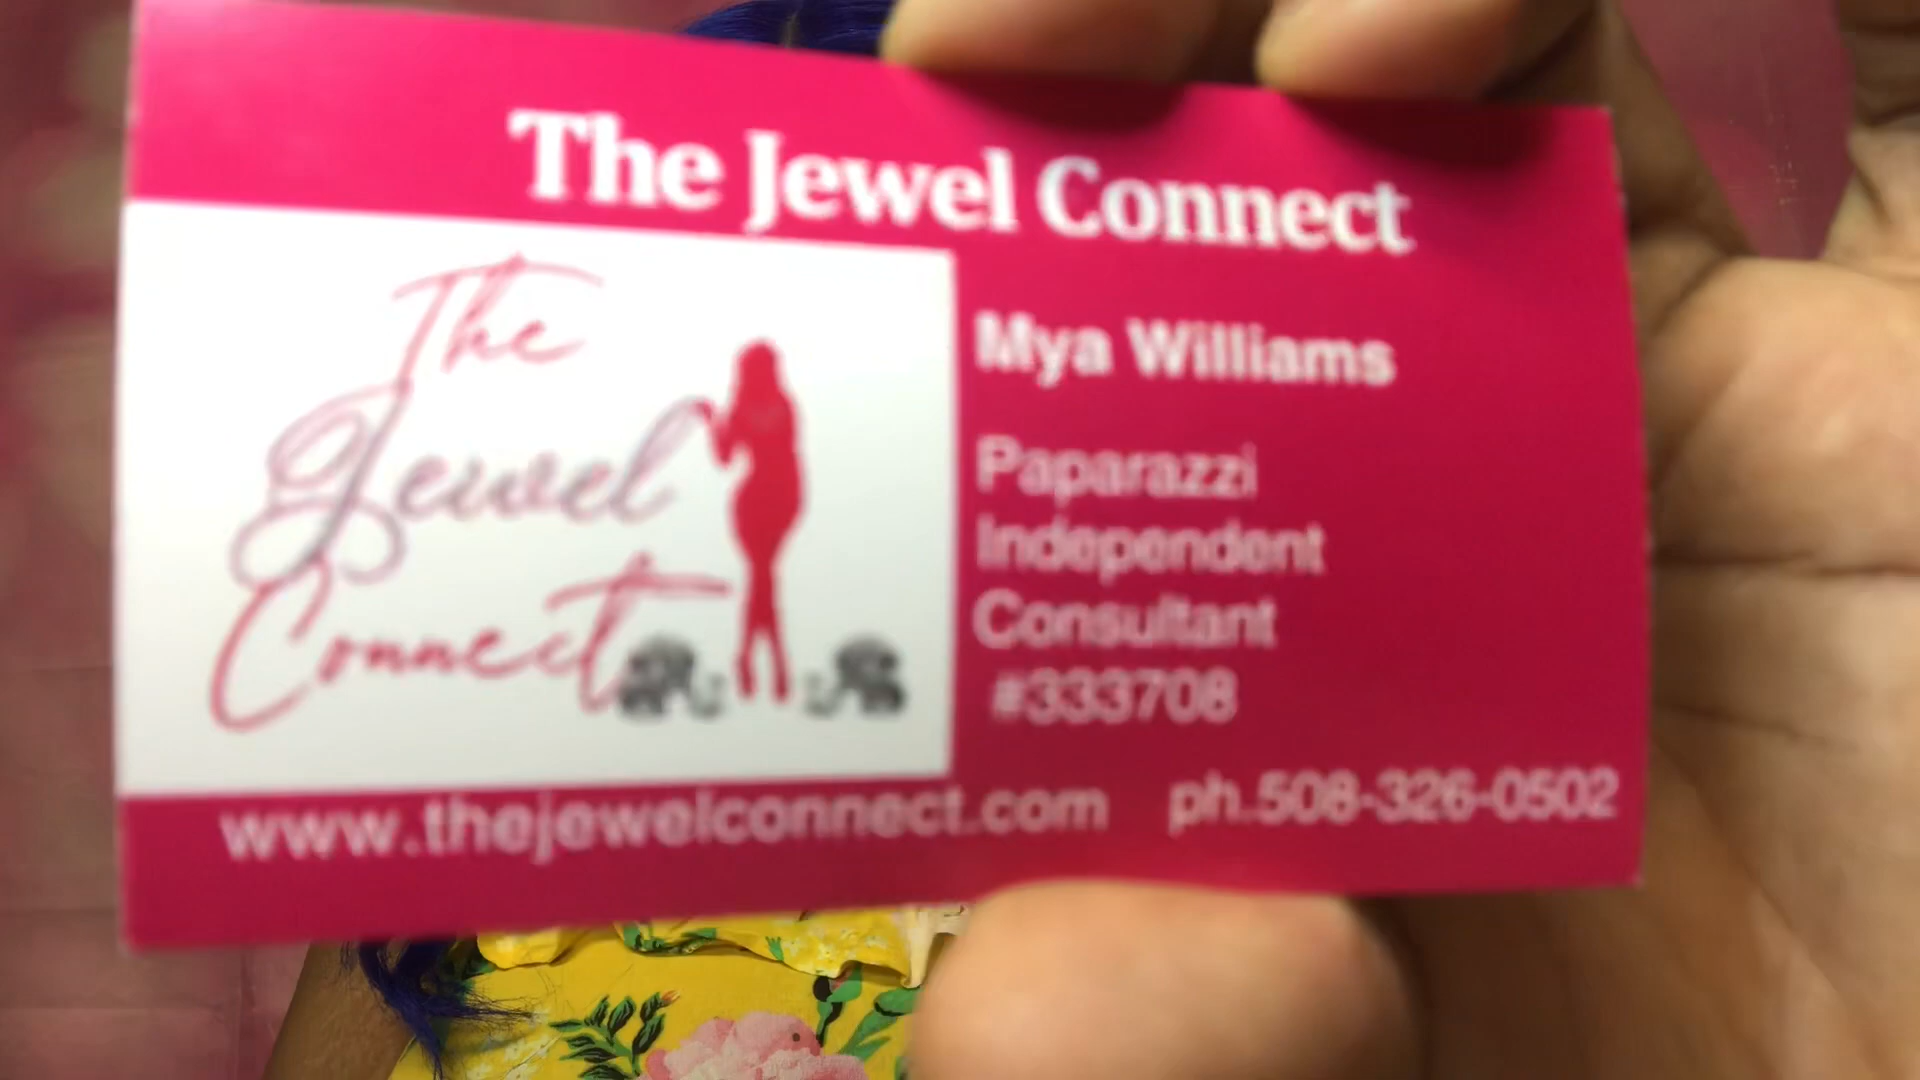 The Jewel Connect
The
Jewel
Connect
Mya Williams
Paparazzi
Independent
Consultant
#333708
www.thejewelconnect.com ph.508-326-0502